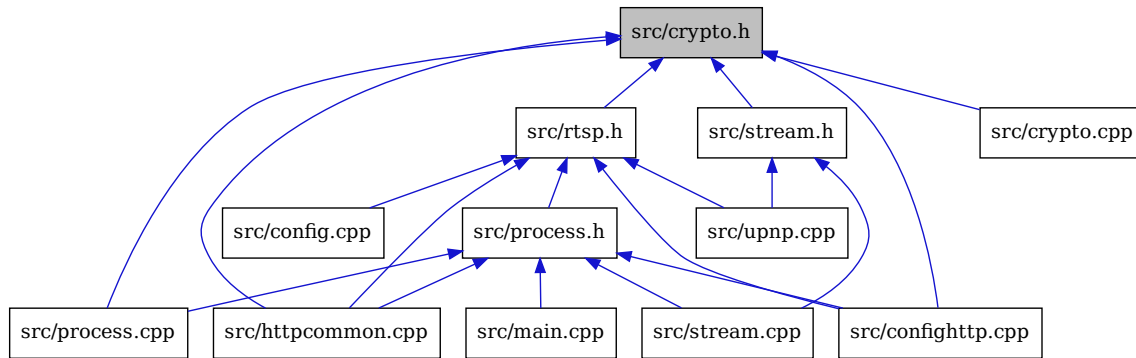 src/crypto.h
src/rtsp.h
src/stream.h
src/crypto.cpp
src/config.cpp
src/process.h
src/upnp.cpp
src/process.cpp
src/httpcommon.cpp
src/main.cpp
src/stream.cpp
src/confighttp.cpp